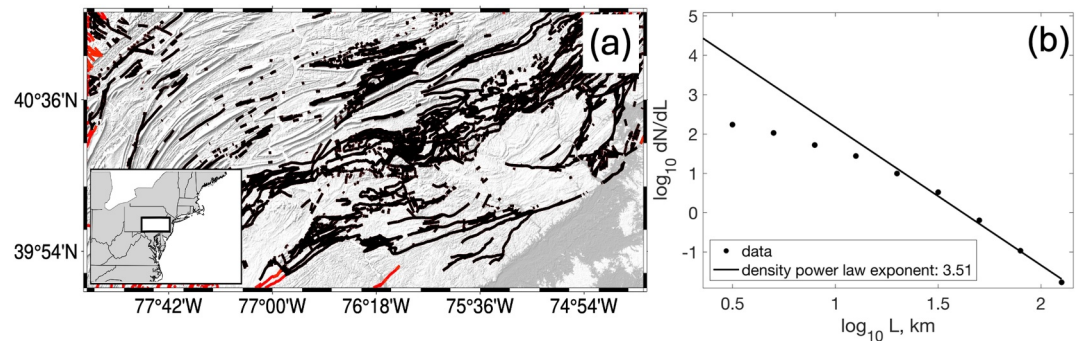 (a)
40°36'N
39°54'N
77°42'W 77°00'W 76°18'W 75°36'W 74°54'W
(b)
log10 dN/dL
4
3
2
1
0
-1
data
density power law exponent: 3.51
0.5 1 1.5 2
log10 L, km